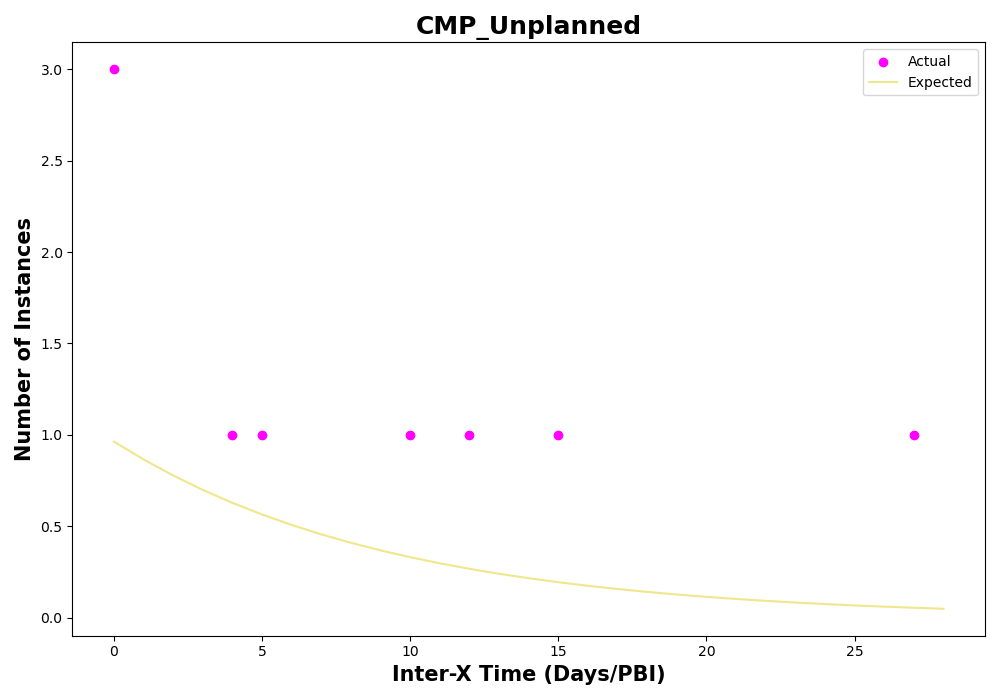 CMP_Unplanned
Actual
Expected
Number of Instances
3.0
2.5
2.0
1.5
1.0
0.5
0.0
0 5 10 15 20 25
Inter-X Time (Days/PBI)